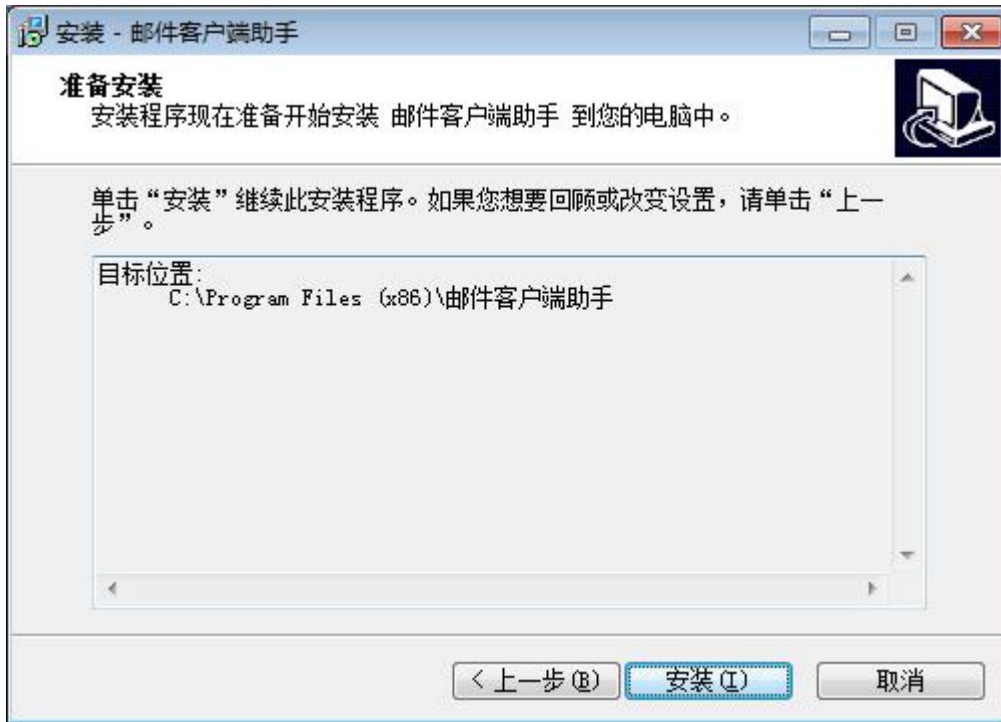 安装 - 邮件客户端助手
准备安装
安装程序现在准备开始安装 邮件客户端助手 到您的电脑中。
单击“安装”继续此安装程序。如果您想要回顾或改变设置，请单击“上一
步”。
目标位置:
C:\Program Files (x86)\邮件客户端助手
< 上一步(B)
安装(I)
取消